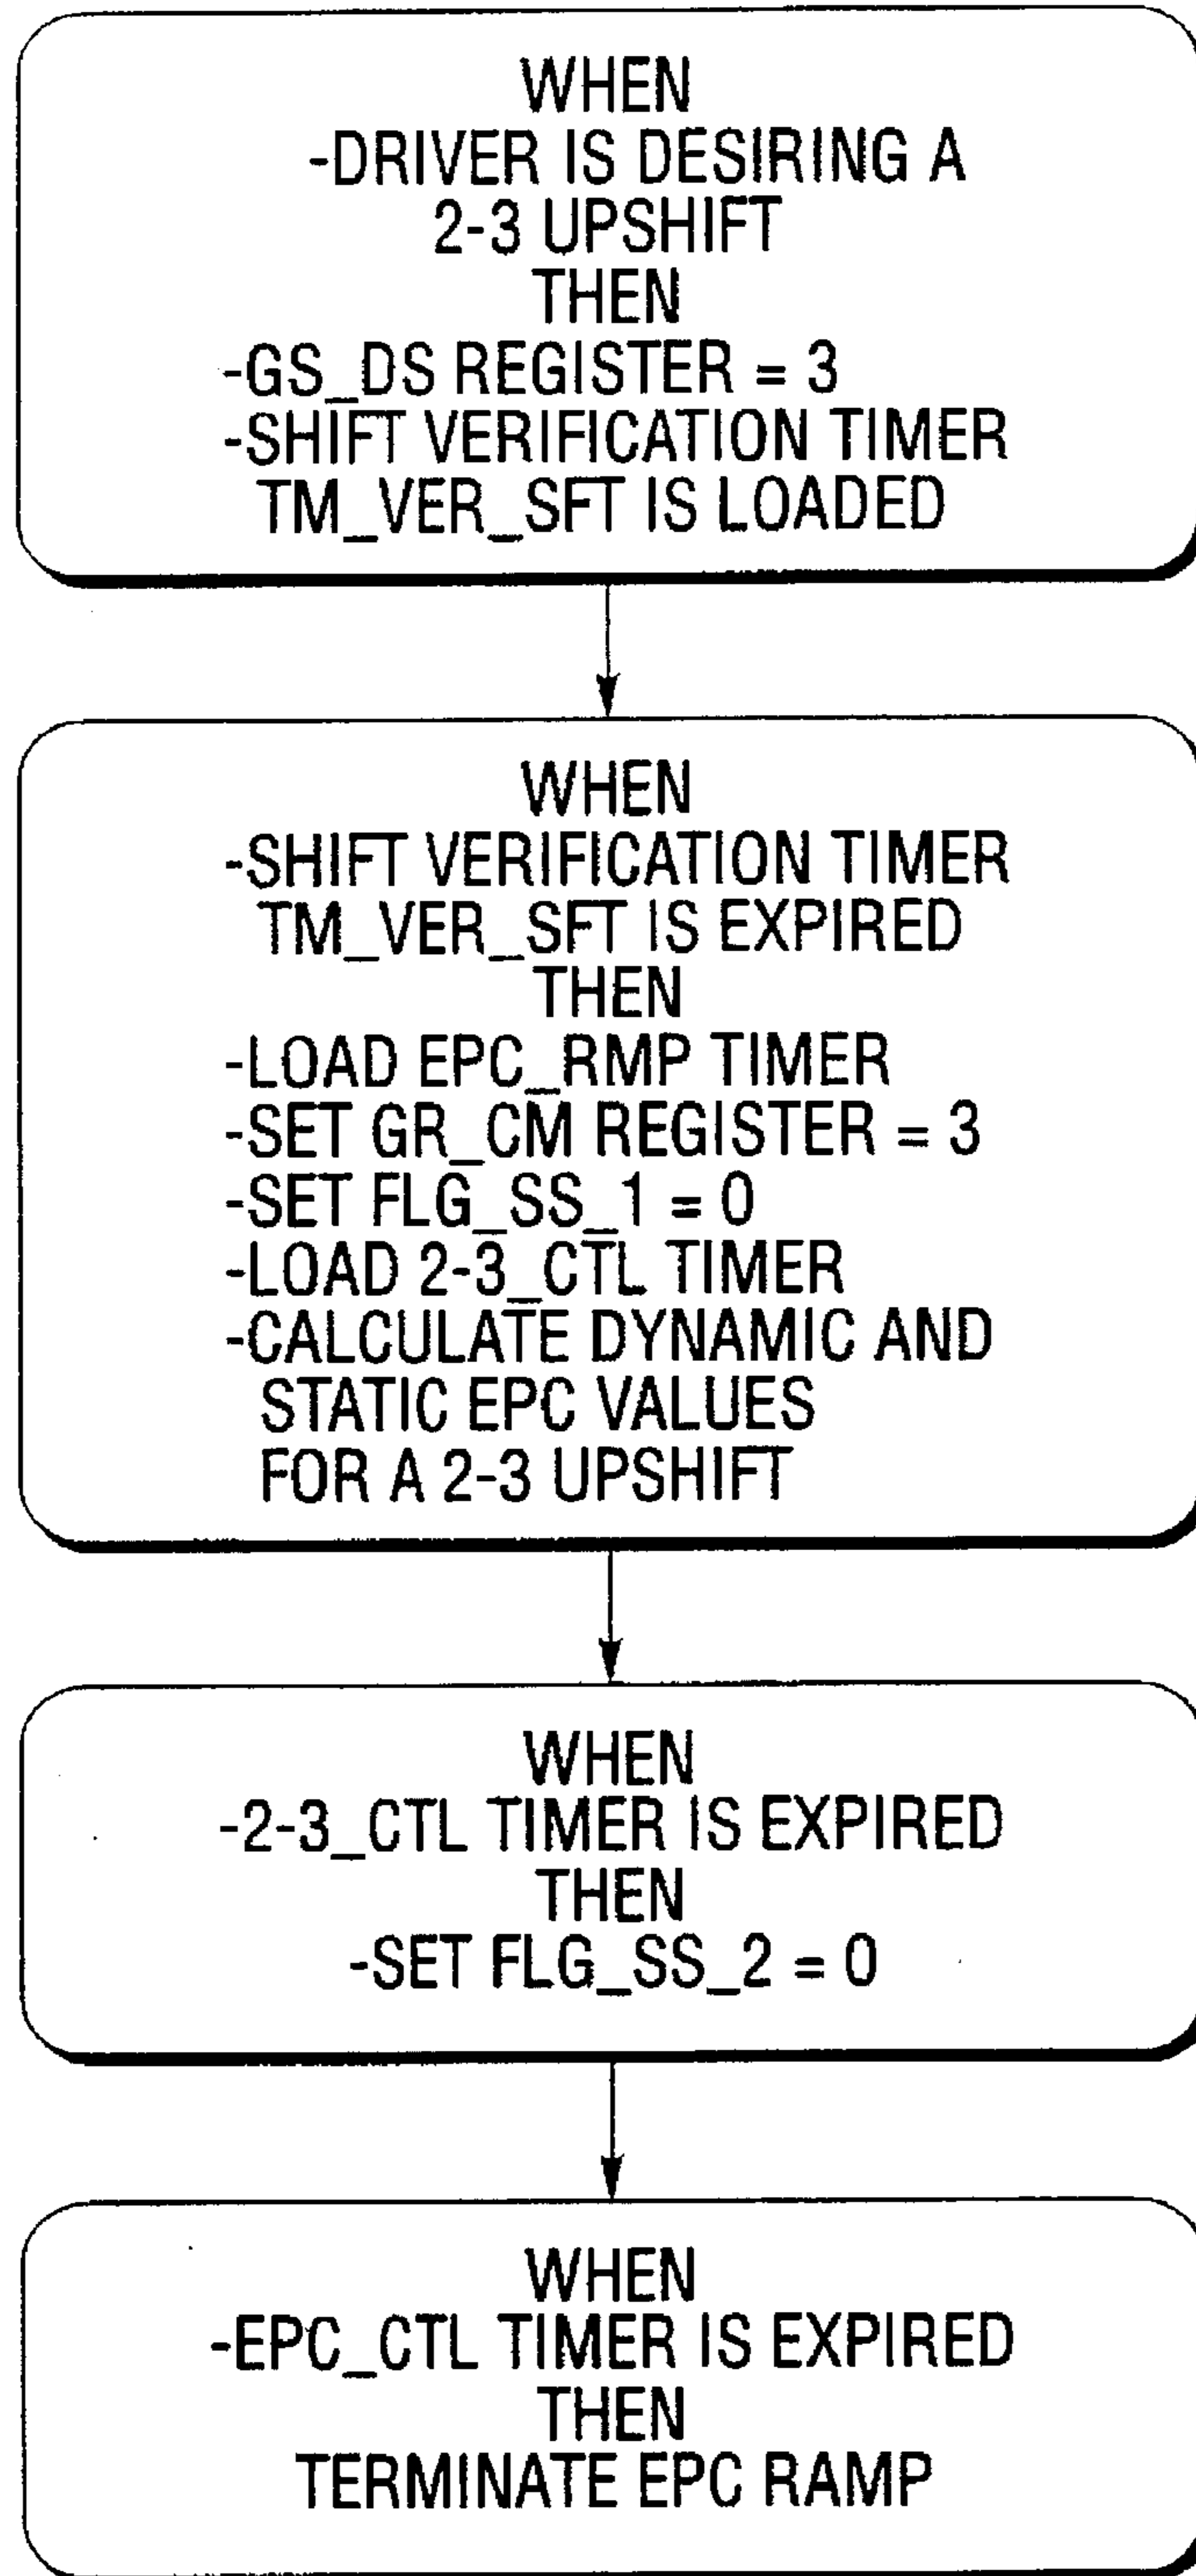 WHEN
-DRIVER IS DESIRING A
2-3 UPSHIFT
THEN
-GS_DS REGISTER = 3
-SHIFT VERIFICATION TIMER
TM_VER_SFT IS LOADED
WHEN
-SHIFT VERIFICATION TIMER
TM_VER_SFT IS EXPIRED
THEN
-LOAD EPC_RMP TIMER
-SET GR_CM REGISTER = 3
-SET FLG_SS_1 = 0
-LOAD 2-3_CTL TIMER
-CALCULATE DYNAMIC AND
STATIC EPC VALUES
FOR A 2-3 UPSHIFT
WHEN
-2-3_CTL TIMER IS EXPIRED
THEN
-SET FLG_SS_2 = 0
WHEN
-EPC_CTL TIMER IS EXPIRED
THEN
TERMINATE EPC RAMP